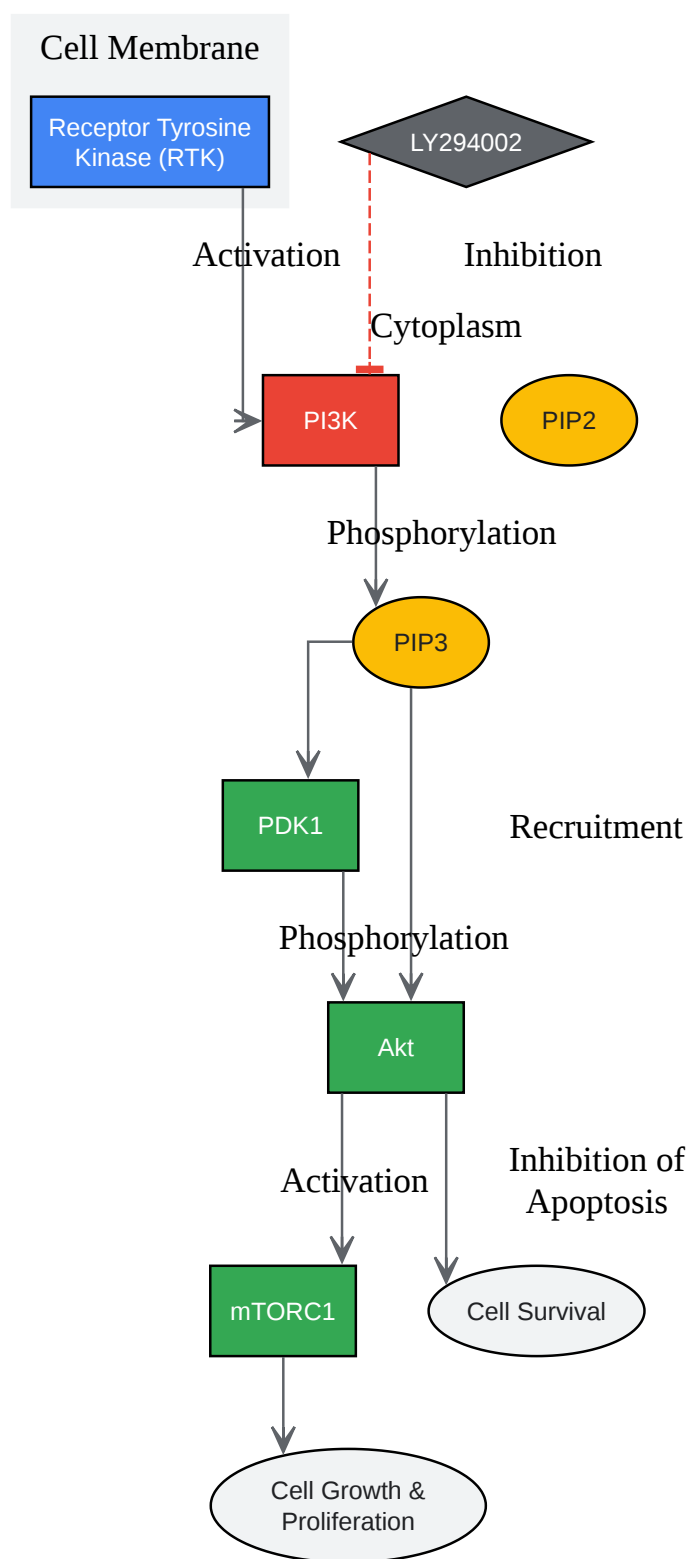 Cell Membrane
Receptor Tyrosine
Kinase (RTK)
LY294002
Activation
Inhibition
Cytoplasm
PI3K
PIP2
Phosphorylation
PIP3
PDK1
Recruitment
Phosphorylation
Akt
Activation
Inhibition of
Apoptosis
mTORC1
Cell Survival
Cell Growth &
Proliferation